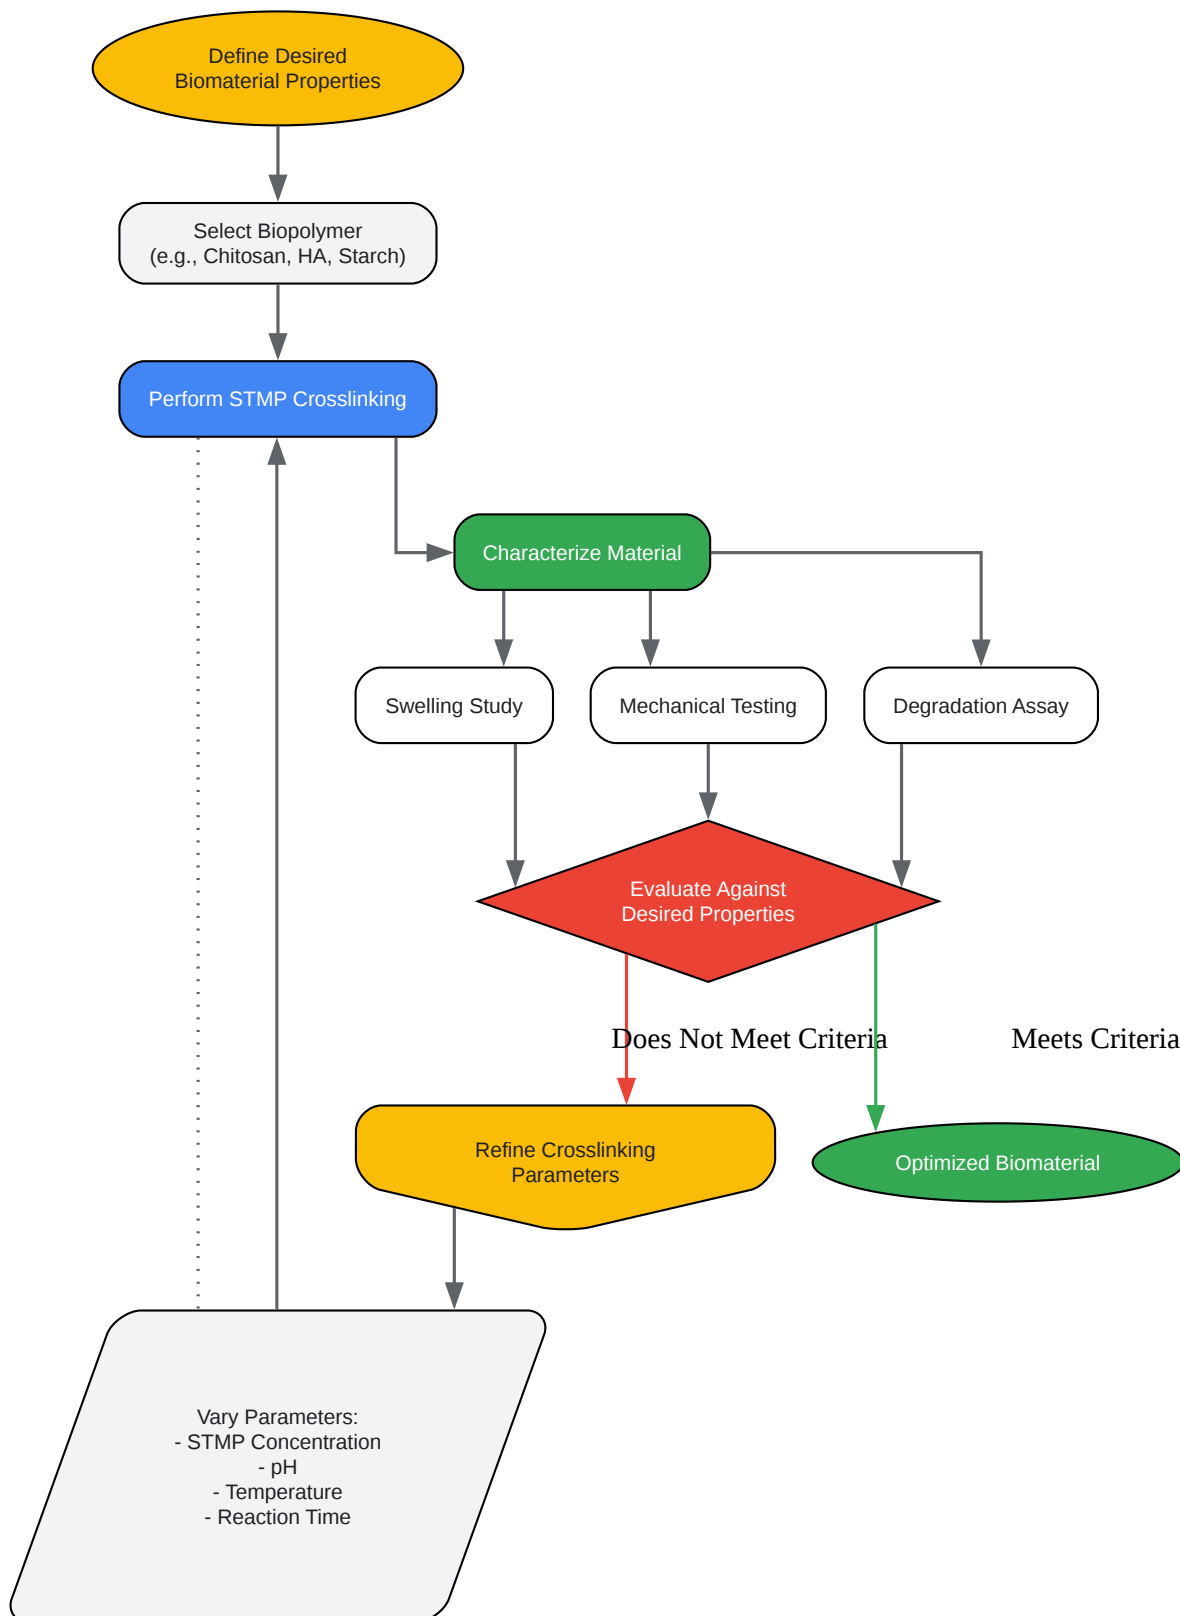 Define Desired
Biomaterial Properties
Select Biopolymer
(e.g., Chitosan, HA, Starch)
Perform STMP Crosslinking
Characterize Material
Swelling Study
Mechanical Testing
Degradation Assay
Evaluate Against
Desired Properties
Does Not Meet Criteria
Meets Criteria
Refine Crosslinking
Parameters
Optimized Biomaterial
Vary Parameters:
- STMP Concentration
- pH
- Temperature
- Reaction Time